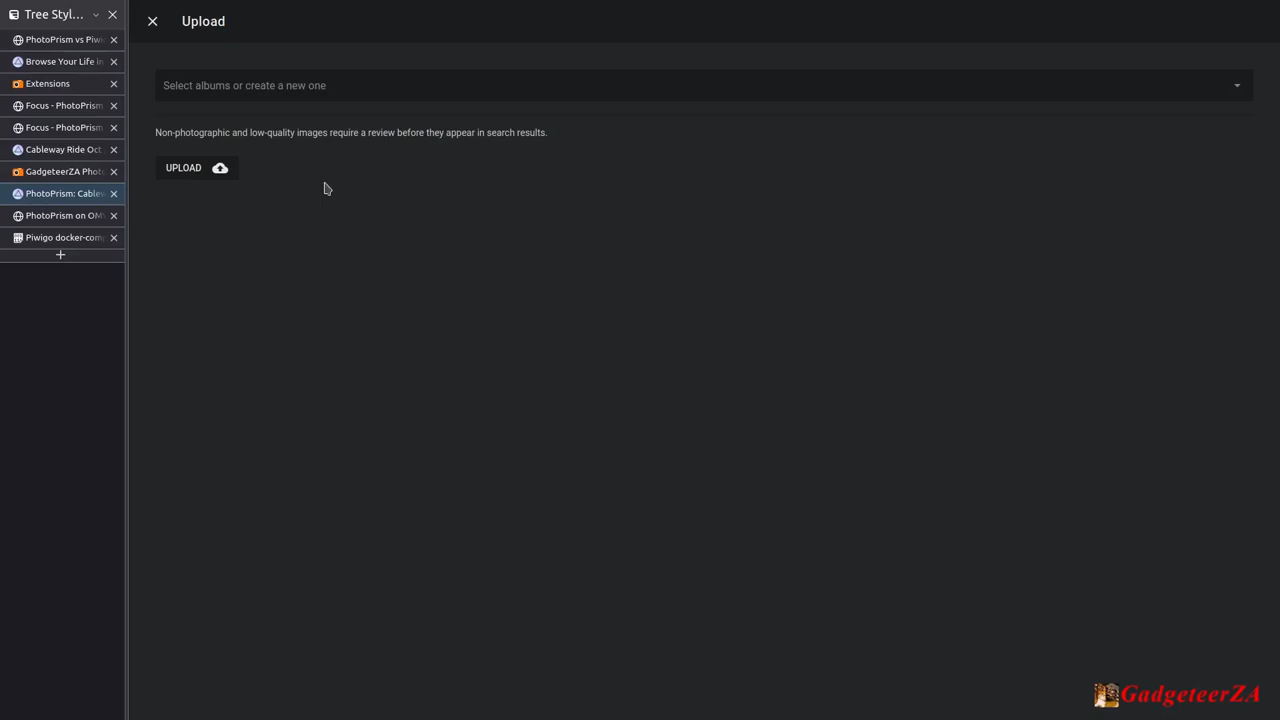 Tree Styl...
PhotoPrism vs Piwi
Browse Your Life in
Extensions
Focus - PhotoPrism
Focus - PhotoPrism
Cableway Ride Oct
GadgeteerZA Phot
PhotoPrism: Cablew
PhotoPrism on OM
Piwigo docker-com
Upload
Select albums or create a new one
Non-photographic and low-quality images require a review before they appear in search results.
UPLOAD
GadgeteerZA